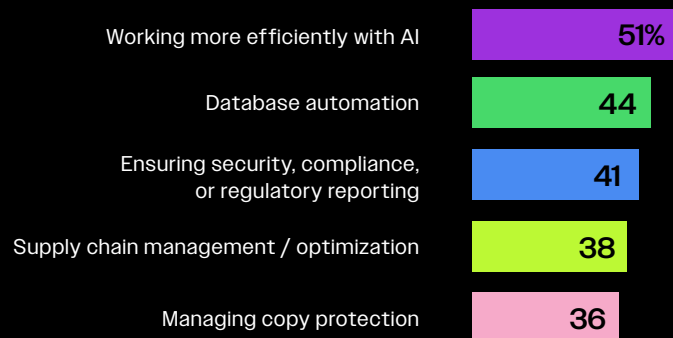 Working more efficiently with AI 51%
Database automation 44
Ensuring security, compliance,
or regulatory reporting 41
Supply chain management / optimization 38
Managing copy protection 36